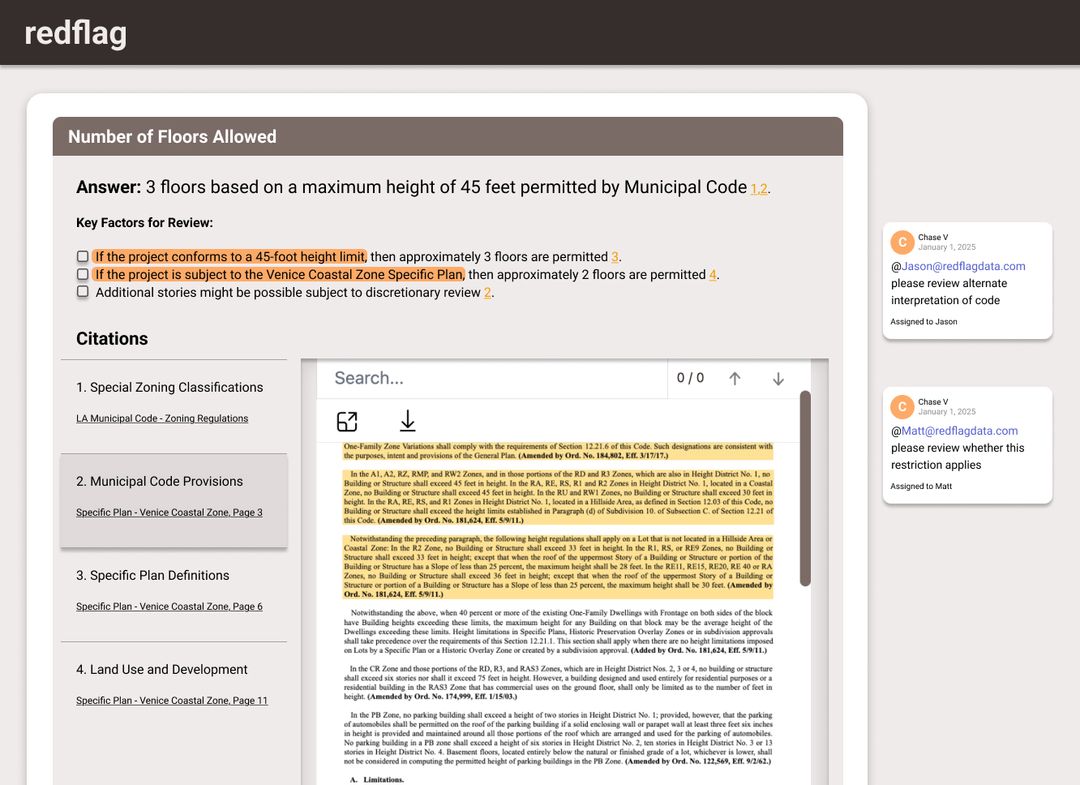 redflag
Number of Floors Allowed
Answer: 3 floors based on a maximum height of 45 feet permitted by Municipal Code 1,2.
Key Factors for Review:
If the project conforms to a 45-foot height limit, then approximately 3 floors are permitted 3.
If the project is subject to the Venice Coastal Zone Specific Plan, then approximately 2 floors are permitted 4.
Additional stories might be possible subject to discretionary review 2.
Citations
1. Special Zoning Classifications
LA Municipal Code - Zoning Regulations
2. Municipal Code Provisions
Specific Plan - Venice Coastal Zone, Page 3
3. Specific Plan Definitions
Specific Plan - Venice Coastal Zone, Page 6
4. Land Use and Development
Specific Plan - Venice Coastal Zone, Page 11
Search...
0 / 0
One-Family Zone Variations shall comply with the requirements of Section 12.21.6 of this Code. Such designations are consistent with
the purposes, intent and provisions of the General Plan. (Amended by Ord. No. 184,802, Eff. 3/17/17.)
In the A1, A2, RZ, RMP, and RW2 Zones, and in those portions of the RD and R3 Zones, which are also in Height District No. 1, no
Building or Structure shall exceed 45 feet in height. In the RA, RE, RS, R1 and R2 Zones in Height District No. 1, located in a Coastal
Zone, no Building or Structure shall exceed 45 feet in height. In the RU and RW1 Zones, no Building or Structure shall exceed 30 feet in
height. In the RA, RE, RS, and R1 Zones in Height District No. 1, located in a Hillside Area, as defined in Section 12.03 of this Code, no
Building or Structure shall exceed the height limits established in Paragraph (d) of Subdivision 10. of Subsection C. of Section 12.21 of
this Code. (Amended by Ord. No. 181,624, Eff. 5/9/11.)
Notwithstanding the preceding paragraph, the following height regulations shall apply on a Lot that is not located in a Hillside Area or
Coastal Zone: In the R2 Zone, no Building or Structure shall exceed 33 feet in height. In the R1, RS, or RE9 Zones, no Building or
Structure shall exceed 33 feet in height; except that when the roof of the uppermost Story of a Building or Structure or portion of the
Building or Structure has a Slope of less than 25 percent, the maximum height shall be 28 feet. In the RE11, RE15, RE20, RE 40 or RA
Zones, no Building or Structure shall exceed 36 feet in height; except that when the roof of the uppermost Story of a Building or
Structure or portion of a Building or Structure has a Slope of less than 25 percent, the maximum height shall be 30 feet. (Amended by
Ord. No. 181,624, Eff. 5/9/11.)
Notwithstanding the above, when 40 percent or more of the existing One-Family Dwellings with Frontage on both sides of the block
have Building heights exceeding these limits, the maximum height for any Building on that block may be the average height of the
Dwellings exceeding these limits. Height limitations in Specific Plans, Historic Preservation Overlay Zones or in subdivision approvals
shall take precedence over the requirements of this Section 12.21.1. This section shall apply when there are no height limitations imposed
on Lots by a Specific Plan or a Historic Overlay Zone or created by a subdivision approval. (Added by Ord. No. 181,624, Eff. 5/9/11.)
In the CR Zone and those portions of the RD, R3, and RAS3 Zones, which are in Height District Nos. 2, 3 or 4, no building or structure
shall exceed six stories nor shall it exceed 75 feet in height. However, a building designed and used entirely for residential purposes or a
residential building in the RAS3 Zone that has commercial uses on the ground floor, shall only be limited as to the number of feet in
height. (Amended by Ord. No. 174,999, Eff. 1/15/03.)
In the PB Zone, no parking building shall exceed a height of two stories in Height District No. 1; provided, however, that the parking
of automobiles shall be permitted on the roof of the parking building if a solid enclosing wall or parapet wall at least three feet six inches
in height is provided and maintained around all those portions of the roof which are arranged and used for the parking of automobiles.
No parking building in a PB zone shall exceed a height of six stories in Height District No. 2, ten stories in Height District No. 3 or 13
stories in Height District No. 4. Basement floors, located entirely below the natural or finished grade of a lot, whichever is lower, shall
not be considered in computing the permitted height of parking buildings in the PB Zone. (Amended by Ord. No. 122,569, Eff. 9/2/62.)
A. Limitations.
C
Chase V
January 1, 2025
@Jason@redflagdata.com
please review alternate
interpretation of code
Assigned to Jason
C
Chase V
January 1, 2025
@Matt@redflagdata.com
please review whether this
restriction applies
Assigned to Matt